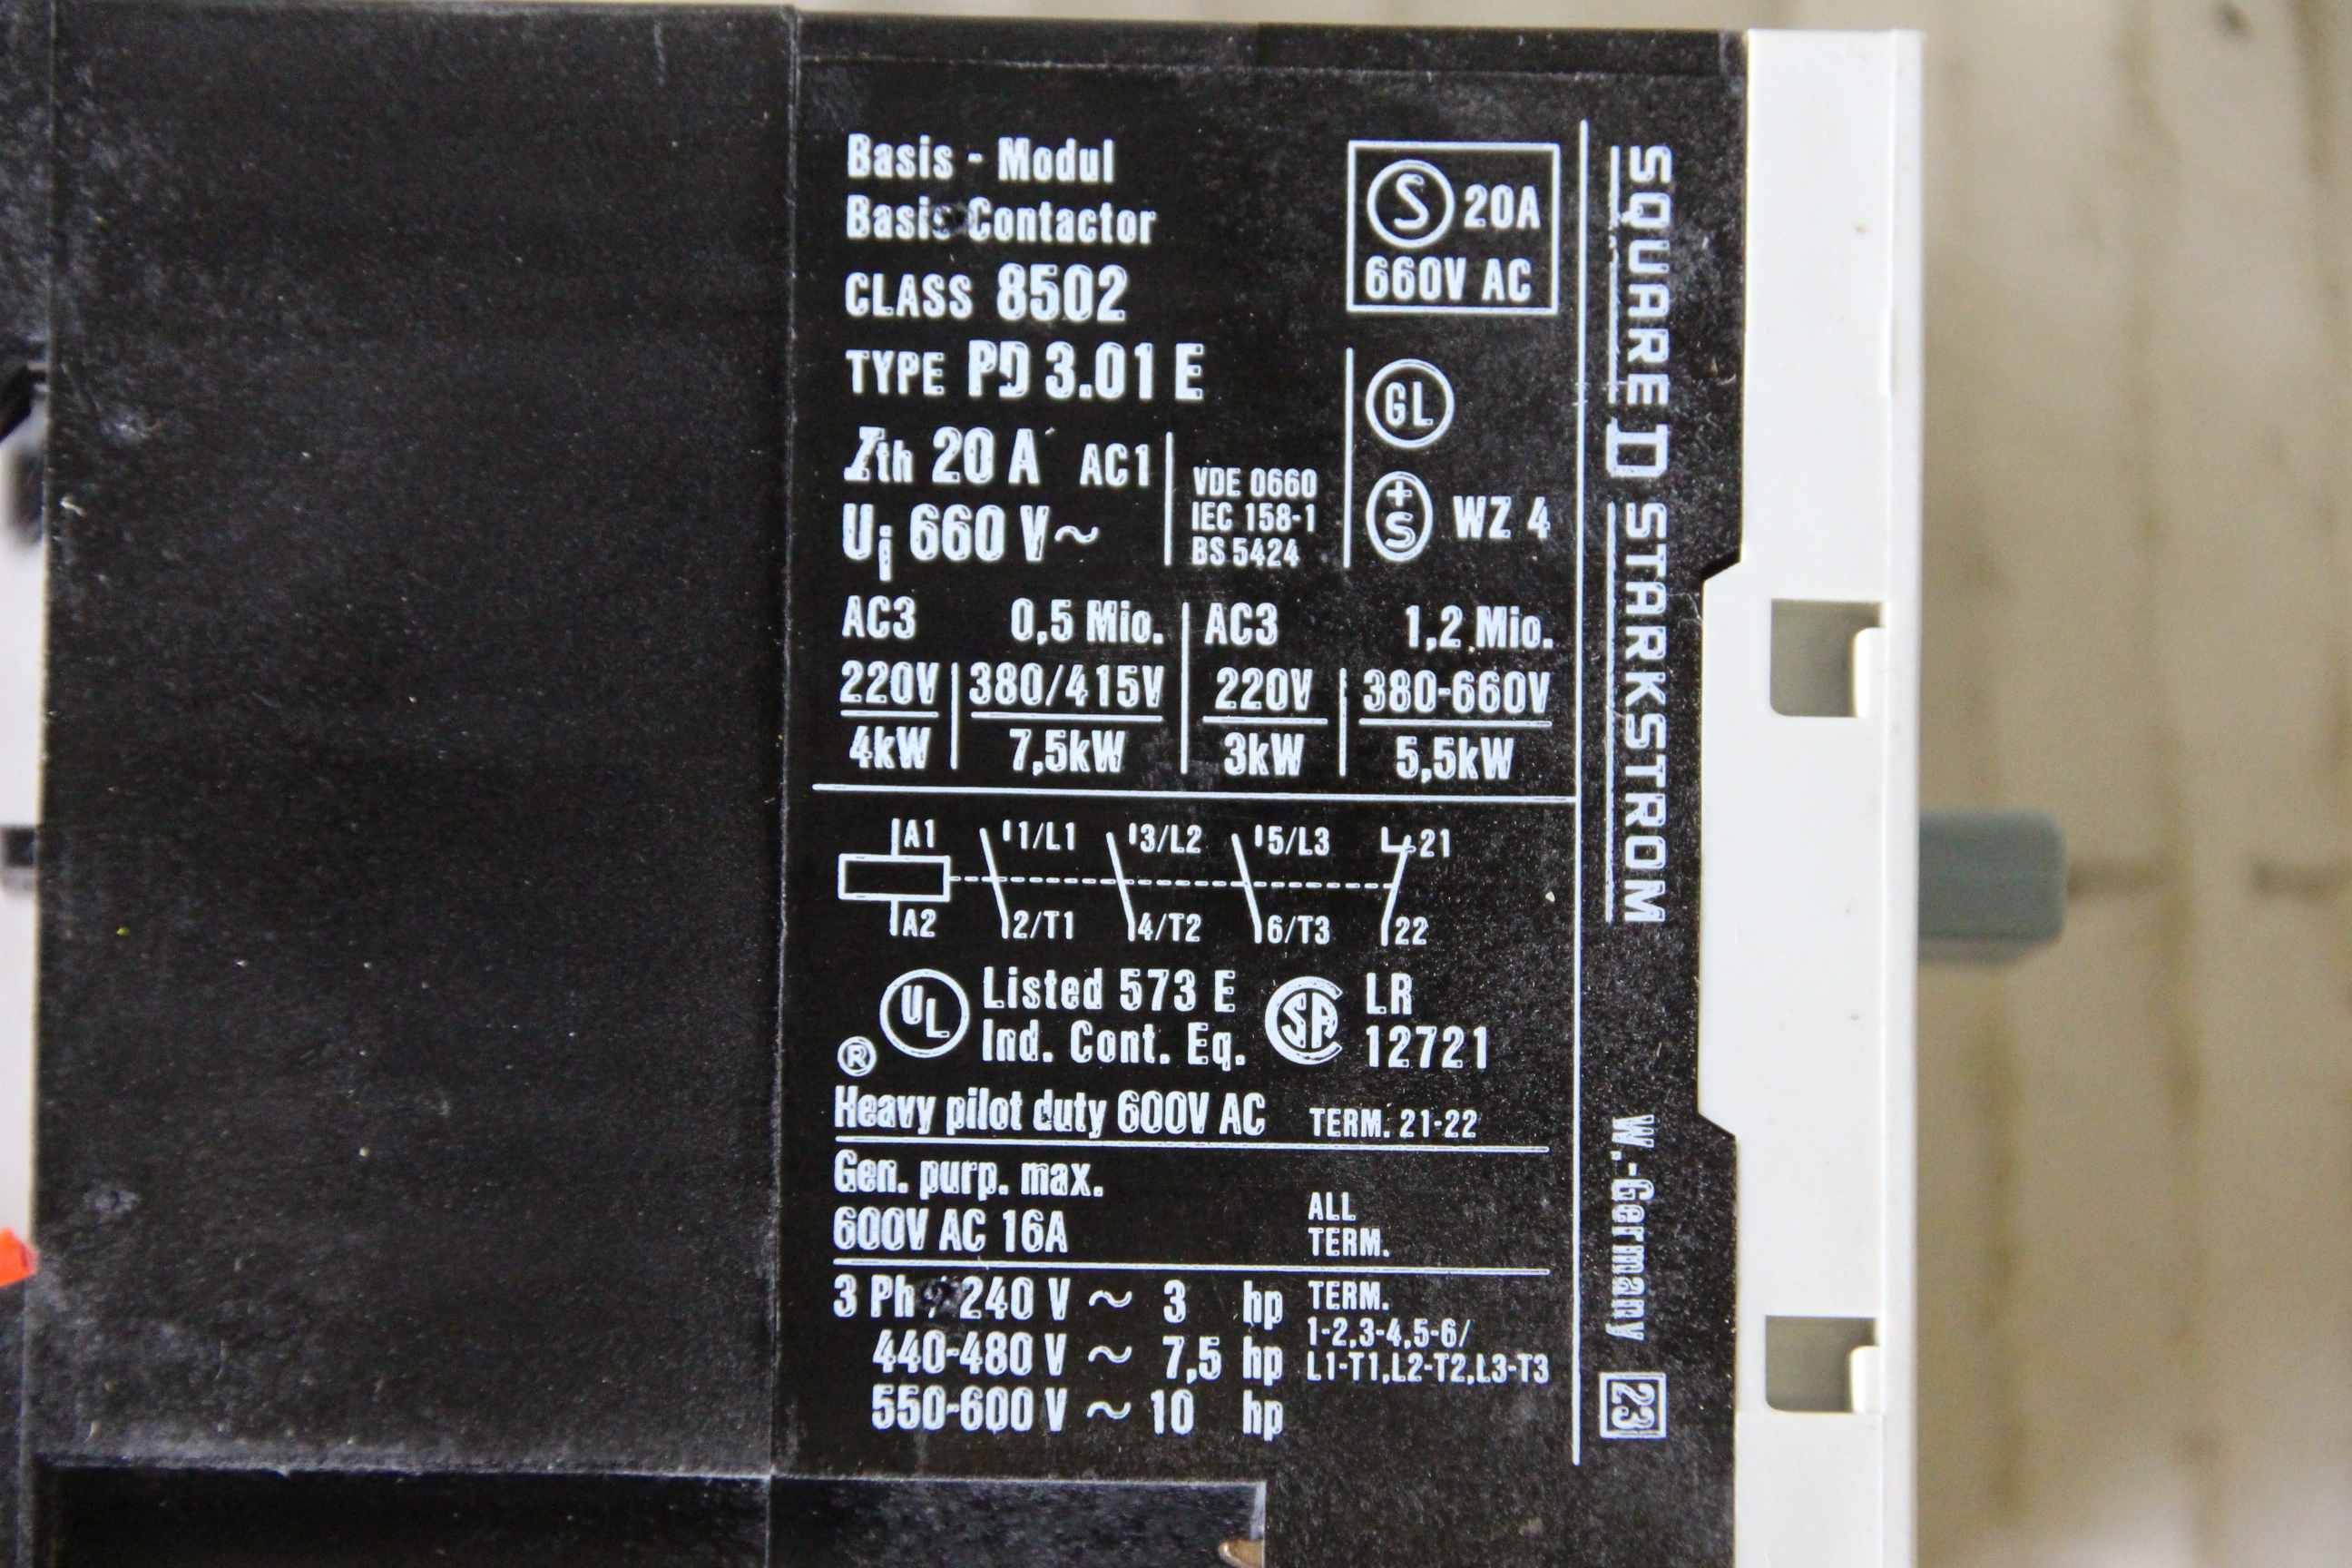 Basis - Modul
Basis Contactor
CLASS 8502
TYPE PD 3.01 E
Ith 20 A AC1
Ui 660 V~
VDE 0660
IEC 158-1
BS 5424
S 20A
660V AC
GL
+S WZ 4
AC3 0,5 Mio. AC3 1,2 Mio.
220V 380/415V 220V 380-660V
4kW 7,5kW 3kW 5,5kW
A1 1/L1 3/L2 5/L3 21
A2 2/T1 4/T2 6/T3 22
UL Listed 573 E
Ind. Cont. Eq.
®
SA LR
12721
Heavy pilot duty 600V AC TERM. 21-22
Gen. purp. max.
600V AC 16A
ALL
TERM.
3 Ph 240 V ~ 3 hp
440-480 V ~ 7,5 hp
550-600 V ~ 10 hp
TERM.
1-2,3-4,5-6/
L1-T1,L2-T2,L3-T3
SQUARE D STARKSTROM
W.-Germany 23